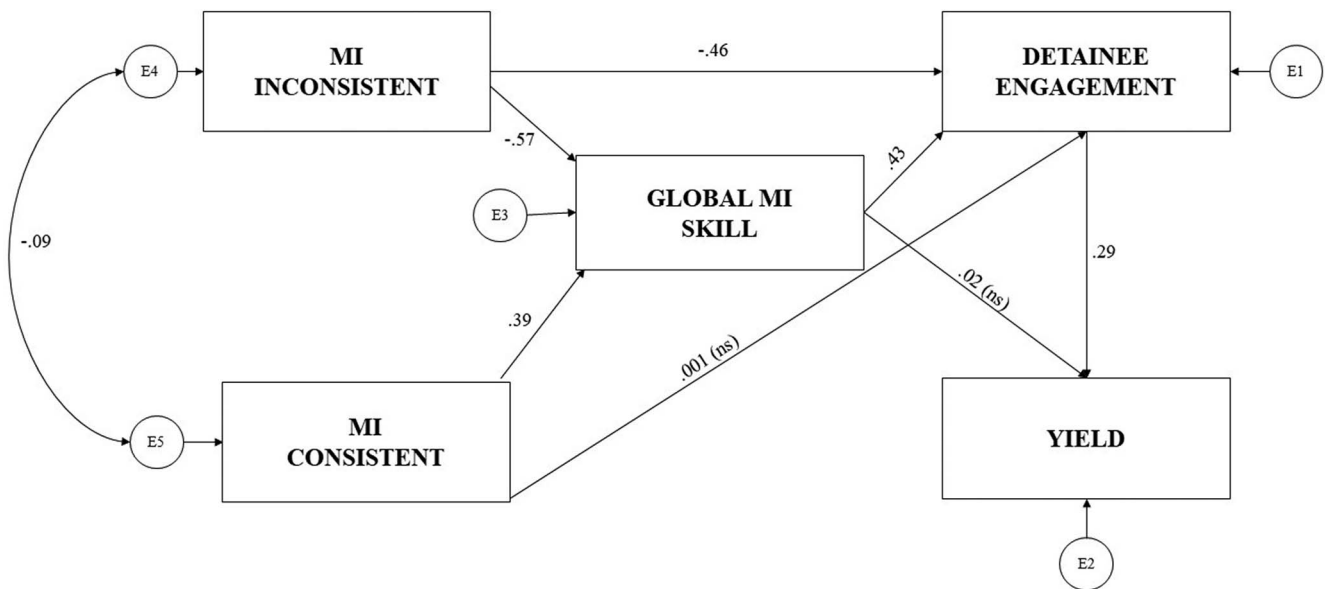 MI
INCONSISTENT
-.46
DETAINEE
ENGAGEMENT
E4
E1
-.57
.43
GLOBAL MI
SKILL
E3
-.09
.29
.02 (ns)
.39
.001 (ns)
MI
CONSISTENT
E5
YIELD
E2